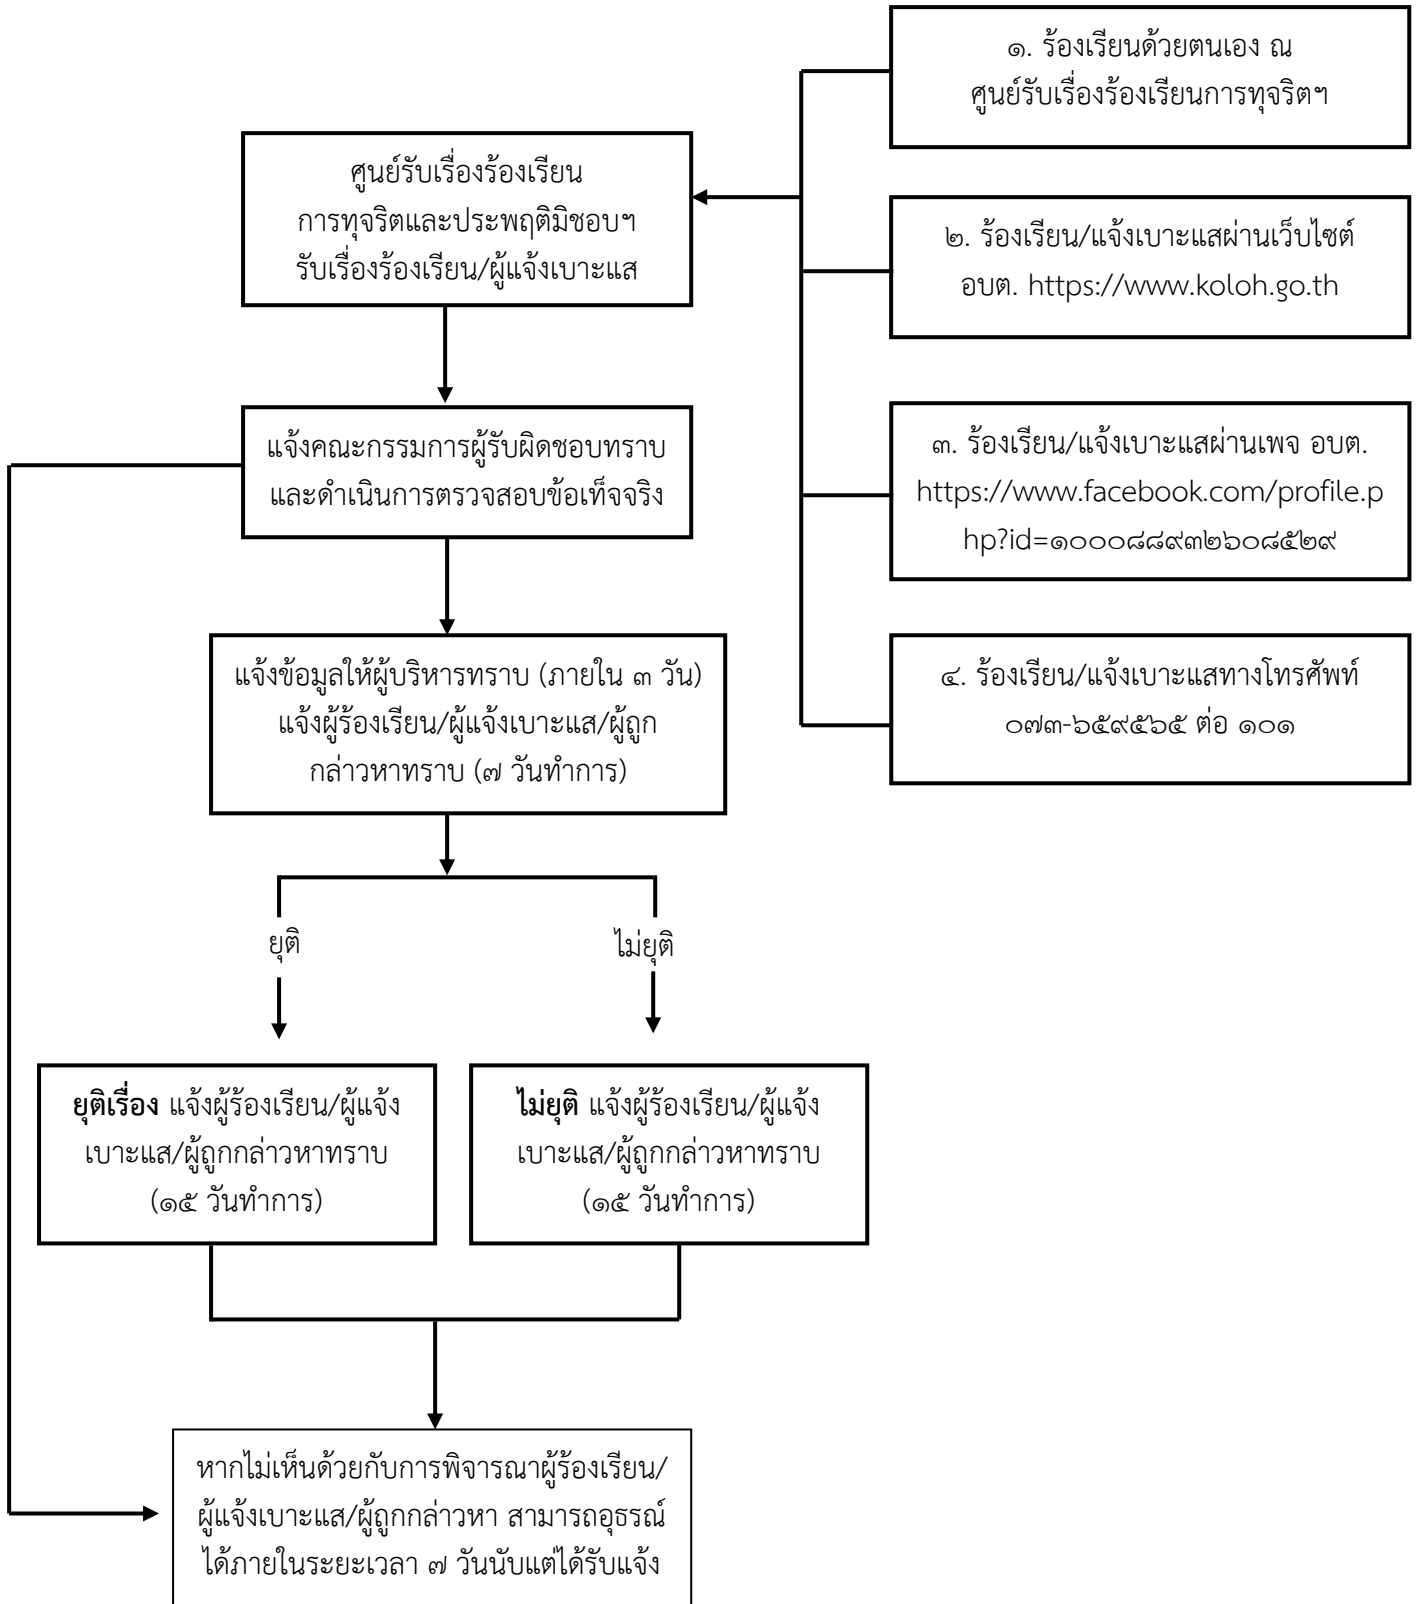 ๑. ร้องเรียนด้วยตนเอง ณ
ศูนย์รับเรื่องร้องเรียนการทุจริตฯ
ศูนย์รับเรื่องร้องเรียน
การทุจริตและประพฤติมิชอบฯ
รับเรื่องร้องเรียน/ผู้แจ้งเบาะแส
๒. ร้องเรียน/แจ้งเบาะแสผ่านเว็บไซต์
อบต. https://www.koloh.go.th
แจ้งคณะกรรมการผู้รับผิดชอบทราบ
และดำเนินการตรวจสอบข้อเท็จจริง
๓. ร้องเรียน/แจ้งเบาะแสผ่านเพจ อบต.
https://www.facebook.com/profile.p
hp?id=๑๐๐๐๘๘๙๓๒๖๐๘๕๒๙
แจ้งข้อมูลให้ผู้บริหารทราบ (ภายใน ๓ วัน)
แจ้งผู้ร้องเรียน/ผู้แจ้งเบาะแส/ผู้ถูก
กล่าวหาทราบ (๗ วันทำการ)
๔. ร้องเรียน/แจ้งเบาะแสทางโทรศัพท์
๐๗๓-๖๕๙๕๖๕ ต่อ ๑๐๑
ยุติ
ไม่ยุติ
ยุติเรื่อง แจ้งผู้ร้องเรียน/ผู้แจ้ง
เบาะแส/ผู้ถูกกล่าวหาทราบ
(๑๕ วันทำการ)
ไม่ยุติ แจ้งผู้ร้องเรียน/ผู้แจ้ง
เบาะแส/ผู้ถูกกล่าวหาทราบ
(๑๕ วันทำการ)
หากไม่เห็นด้วยกับการพิจารณาผู้ร้องเรียน/
ผู้แจ้งเบาะแส/ผู้ถูกกล่าวหา สามารถอุธรณ์
ได้ภายในระยะเวลา ๗ วันนับแต่ได้รับแจ้ง